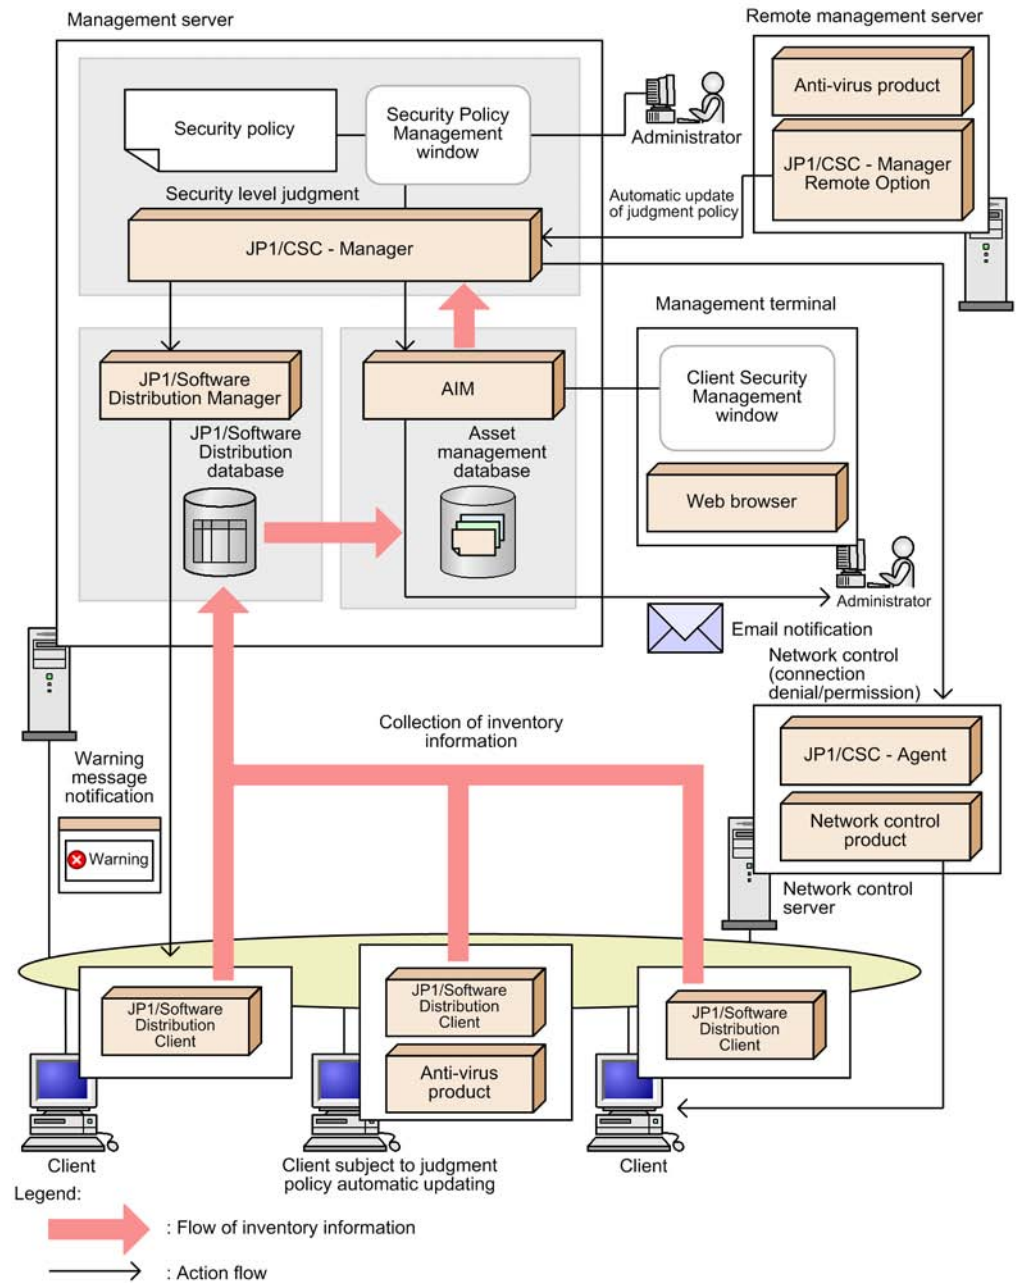 Management server
Remote management server
Anti-virus product
JP1/CSC - Manager
Remote Option
Security policy
Security Policy
Management
window
Administrator
Security level judgment
Automatic update
of judgment policy
JP1/CSC - Manager
Management terminal
JP1/Software
Distribution Manager
AIM
Client Security
Management
window
JP1/Software
Distribution
database
Asset
management
database
Web browser
Administrator
Email notification
Network control
(connection
denial/permission)
Collection of inventory
information
JP1/CSC - Agent
Network control
product
Warning
message
notification
Warning
Network control
server
JP1/Software
Distribution
Client
JP1/Software
Distribution
Client
Anti-virus
product
JP1/Software
Distribution
Client
Client
Client subject to judgment
policy automatic updating
Client
Legend:
: Flow of inventory information
: Action flow